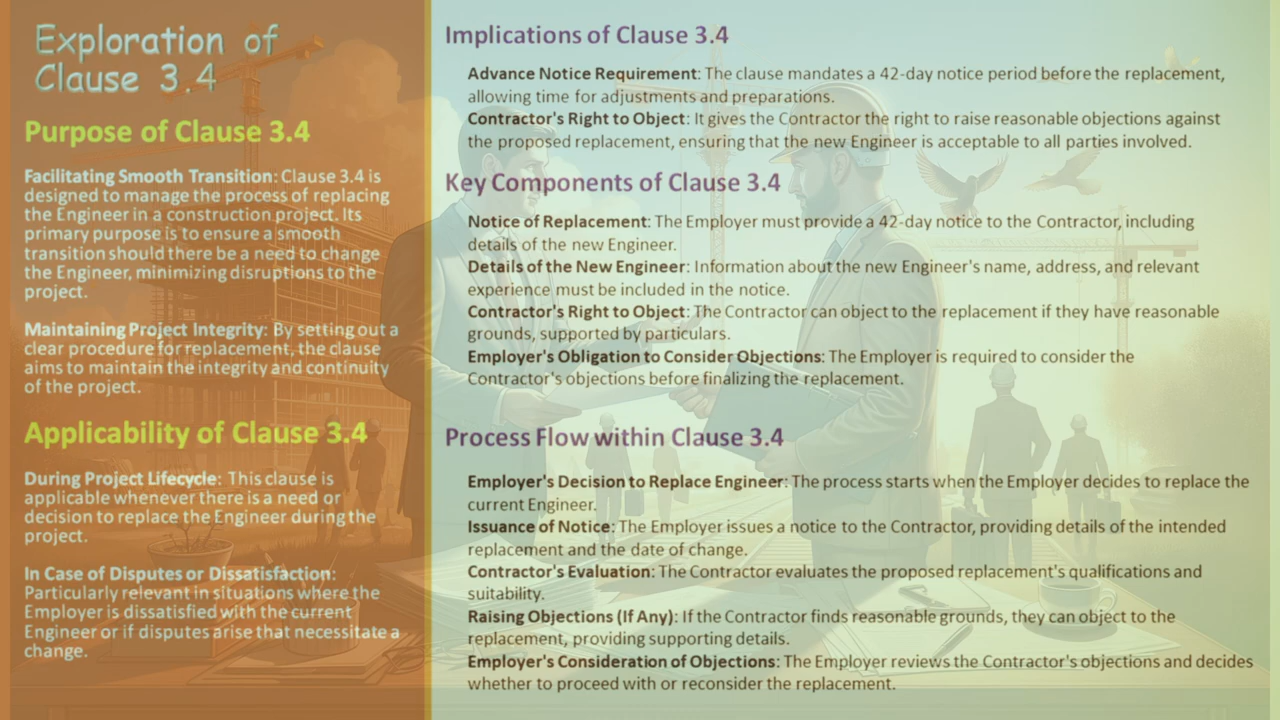 Exploration of
Clause 3.4
Purpose of Clause 3.4
Facilitating Smooth Transition: Clause 3.4 is
designed to manage the process of replacing
the Engineer in a construction project. Its
primary purpose is to ensure a smooth
transition should there be a need to change
the Engineer, minimizing disruptions to the
project.
Maintaining Project Integrity: By setting out a
clear procedure for replacement, the clause
aims to maintain the integrity and continuity
of the project.
Applicability of Clause 3.4
During Project Lifecycle: This clause is
applicable whenever there is a need or
decision to replace the Engineer during the
project.
In Case of Disputes or Dissatisfaction:
Particularly relevant in situations where the
Employer is dissatisfied with the current
Engineer or if disputes arise that necessitate a
change.
Implications of Clause 3.4
Advance Notice Requirement: The clause mandates a 42-day notice period before the replacement,
allowing time for adjustments and preparations.
Contractor's Right to Object: It gives the Contractor the right to raise reasonable objections against
the proposed replacement, ensuring that the new Engineer is acceptable to all parties involved.
Key Components of Clause 3.4
Notice of Replacement: The Employer must provide a 42-day notice to the Contractor, including
details of the new Engineer.
Details of the New Engineer: Information about the new Engineer's name, address, and relevant
experience must be included in the notice.
Contractor's Right to Object: The Contractor can object to the replacement if they have reasonable
grounds, supported by particulars.
Employer's Obligation to Consider Objections: The Employer is required to consider the
Contractor's objections before finalizing the replacement.
Process Flow within Clause 3.4
Employer's Decision to Replace Engineer: The process starts when the Employer decides to replace the
current Engineer.
Issuance of Notice: The Employer issues a notice to the Contractor, providing details of the intended
replacement and the date of change.
Contractor's Evaluation: The Contractor evaluates the proposed replacement's qualifications and
suitability.
Raising Objections (If Any): If the Contractor finds reasonable grounds, they can object to the
replacement, providing supporting details.
Employer's Consideration of Objections: The Employer reviews the Contractor's objections and decides
whether to proceed with or reconsider the replacement.